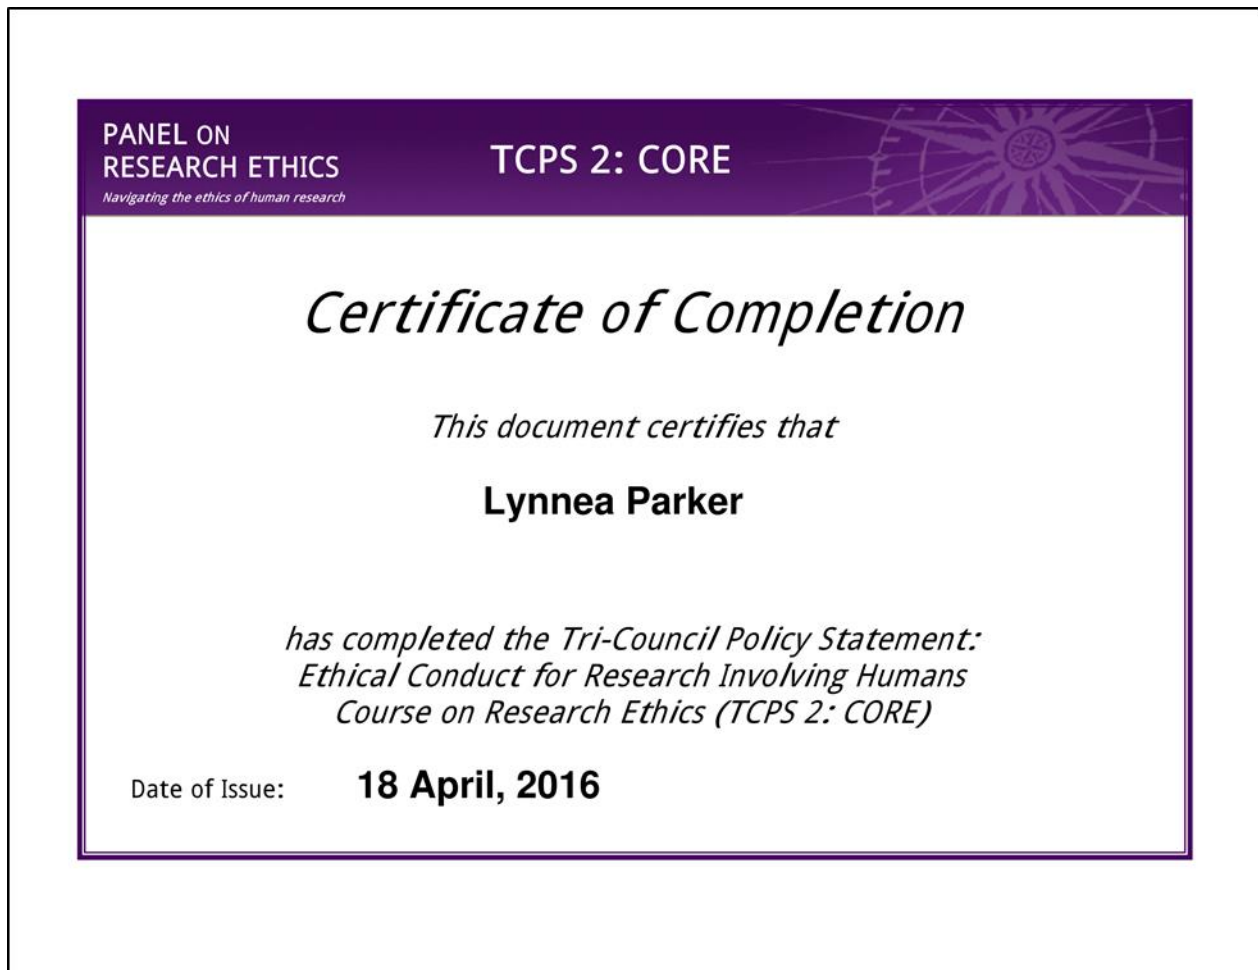 PANEL ON
RESEARCH ETHICS
Navigating the ethics of human research
TCPS 2: CORE
Certificate of Completion
This document certifies that
Lynnea Parker
has completed the Tri-Council Policy Statement:
Ethical Conduct for Research Involving Humans
Course on Research Ethics (TCPS 2: CORE)
Date of Issue: 18 April, 2016